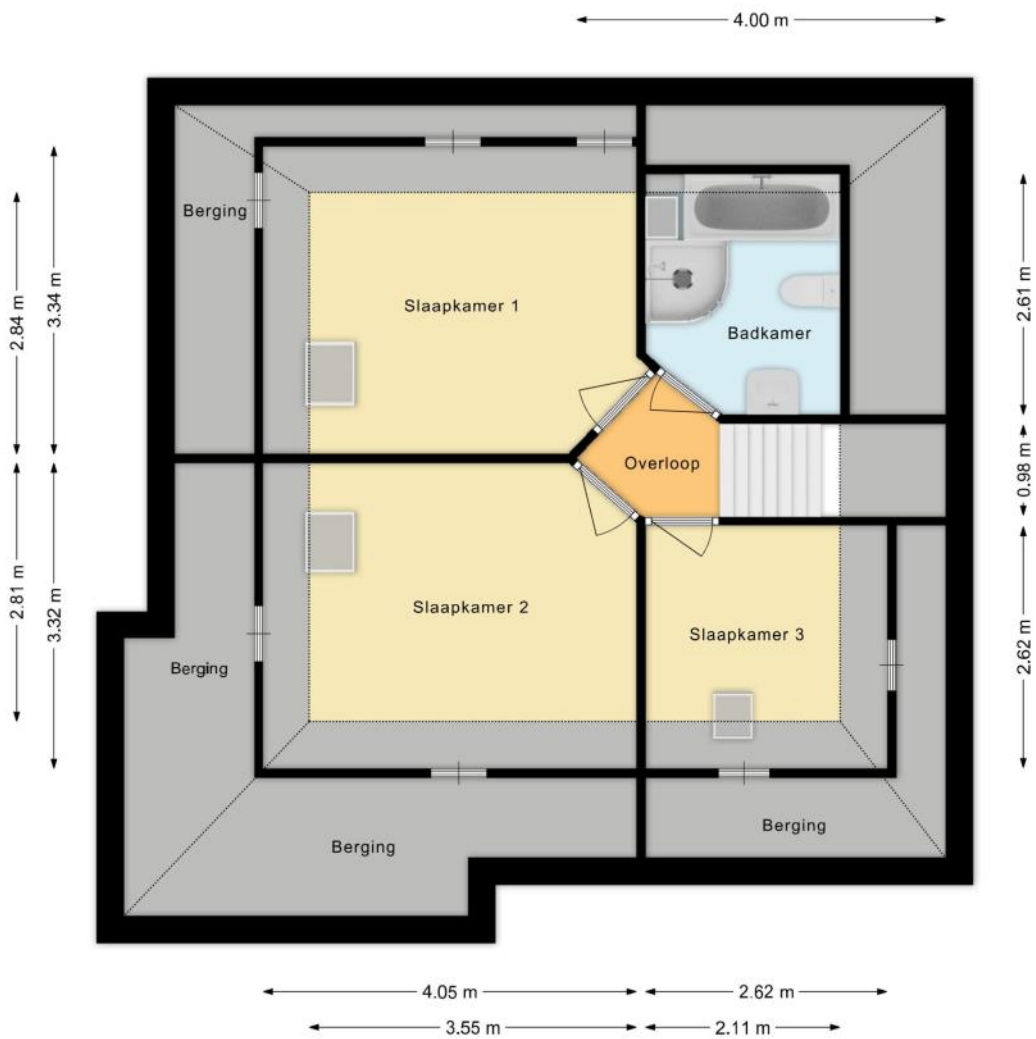 4.00 m
Berging
Slaapkamer 1
Badkamer
2.84 m
3.34 m
2.61 m
Overloop
0.98 m
Slaapkamer 2
Slaapkamer 3
2.81 m
3.32 m
2.62 m
Berging
Berging
Berging
4.05 m
2.62 m
3.55 m
2.11 m